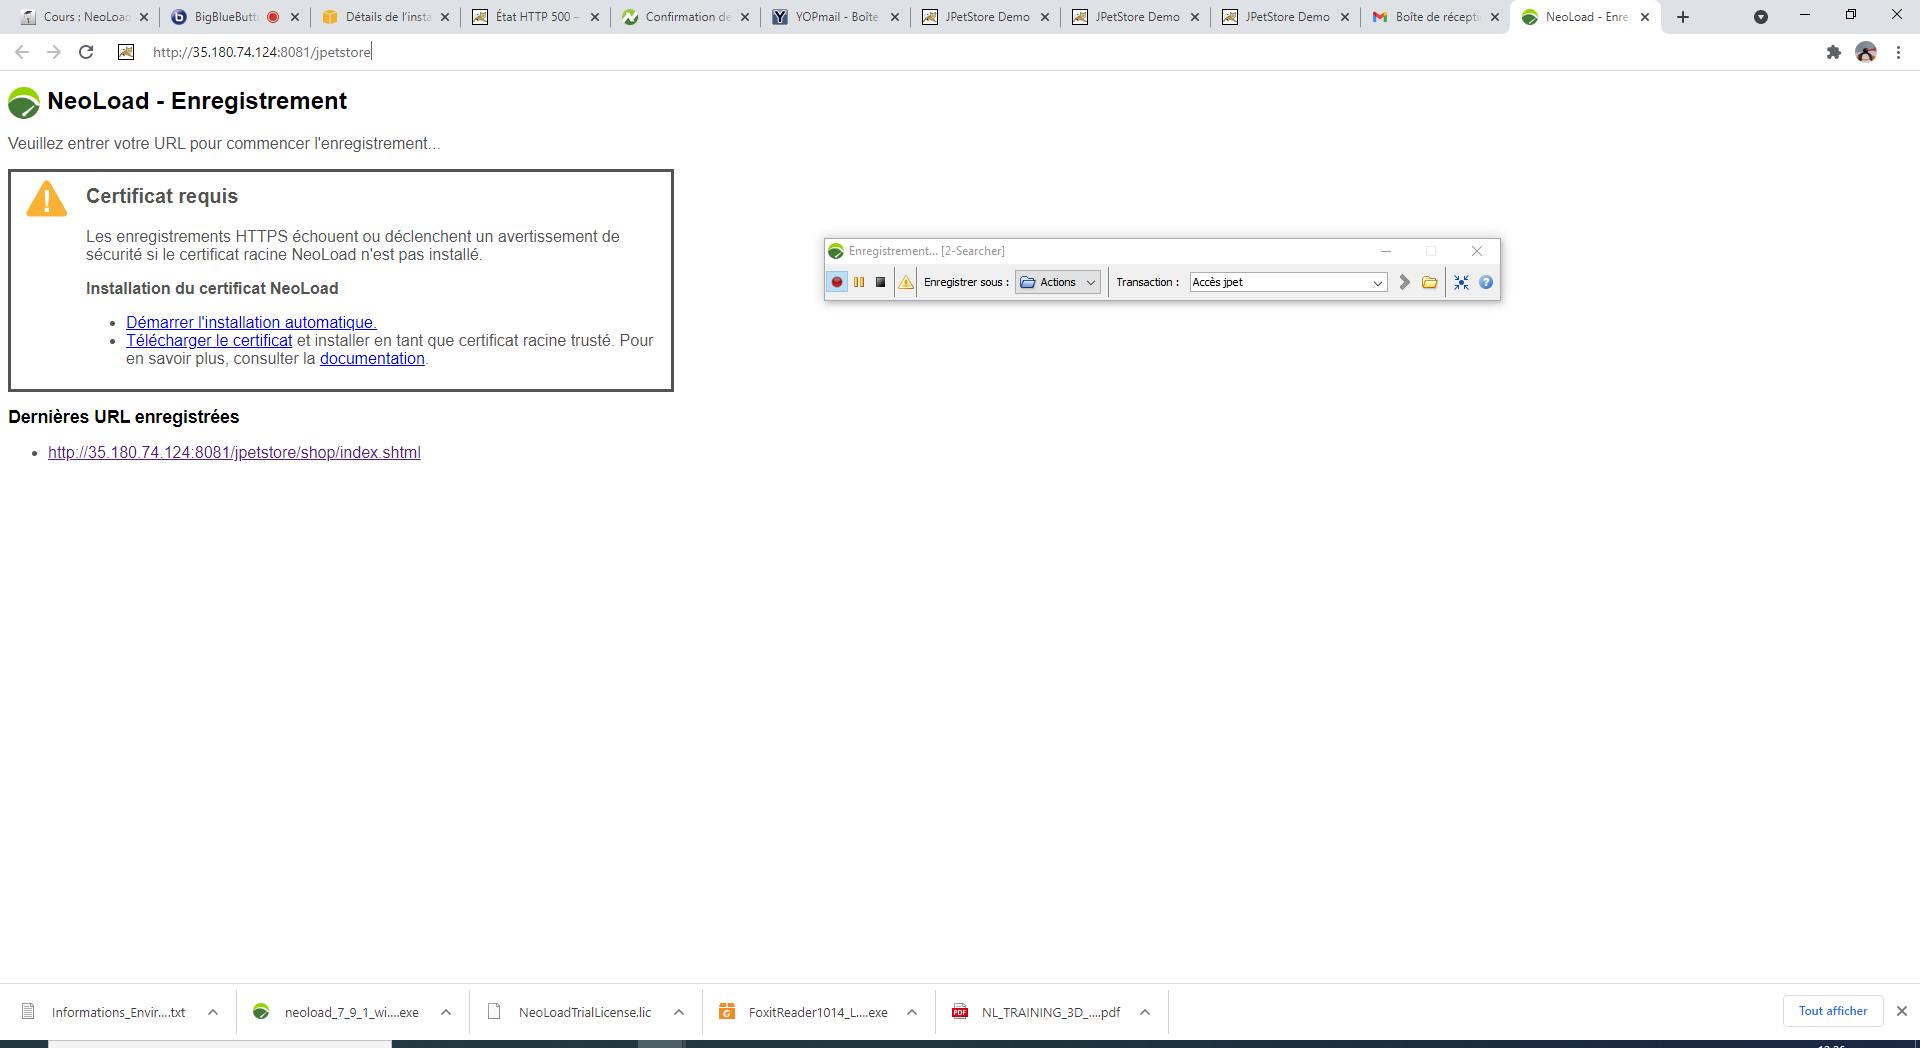 Cours : NeoLoad
BigBlueButt
Détails de l'insta
État HTTP 500 –
Confirmation de
YOPmail - Boîte
JPetStore Demo
JPetStore Demo
JPetStore Demo
Boîte de récepti
NeoLoad - Enre
http://35.180.74.124:8081/jpetstore
NeoLoad - Enregistrement
Veuillez entrer votre URL pour commencer l'enregistrement...
Certificat requis
Les enregistrements HTTPS échouent ou déclenchent un avertissement de
sécurité si le certificat racine NeoLoad n'est pas installé.
Installation du certificat NeoLoad
Démarrer l'installation automatique.
Télécharger le certificat et installer en tant que certificat racine trusté. Pour
en savoir plus, consulter la documentation.
Dernières URL enregistrées
http://35.180.74.124:8081/jpetstore/shop/index.shtml
Enregistrement... [2-Searcher]
Enregistrer sous : Actions Transaction : Accès jpet
Informations_Envir....txt
neoload_7_9_1_wi....exe
NeoLoadTrialLicense.lic
FoxitReader1014_L....exe
PDF
NL_TRAINING_3D_....pdf
Tout afficher